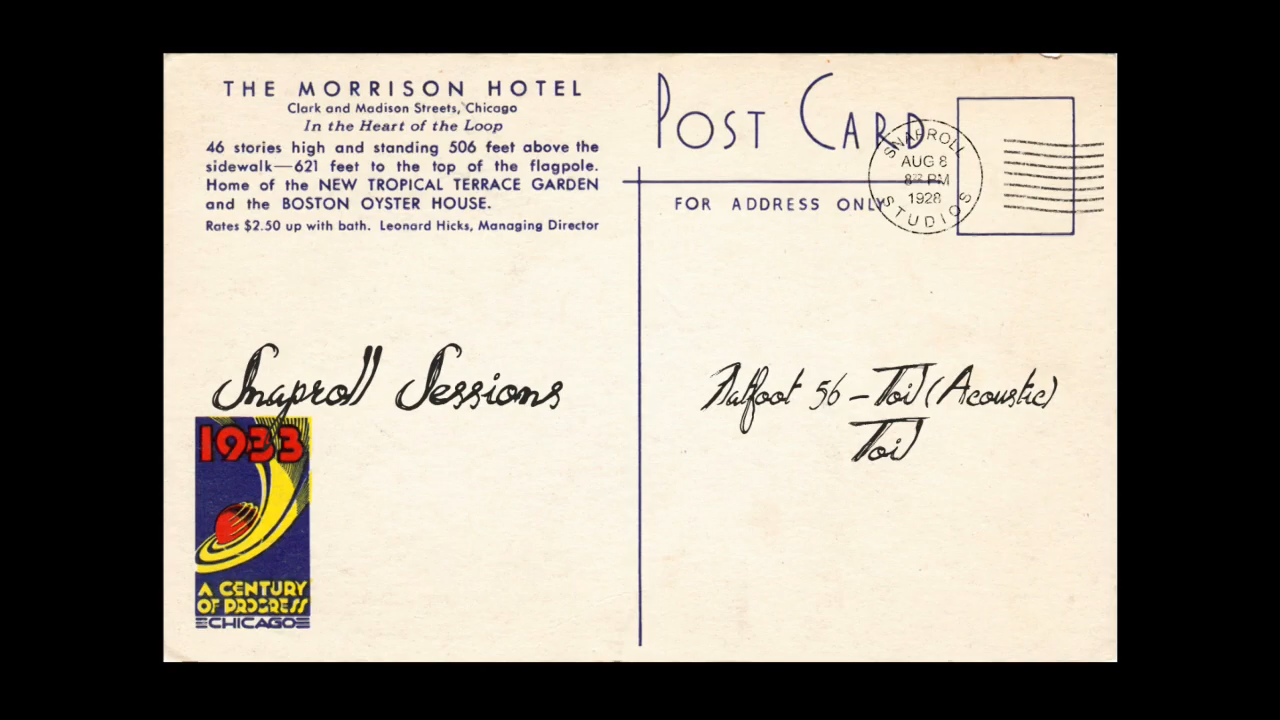 THE MORRISON HOTEL
Clark and Madison Streets, Chicago
In the Heart of the Loop
46 stories high and standing 506 feet above the
sidewalk—621 feet to the top of the flagpole.
Home of the NEW TROPICAL TERRACE GARDEN
and the BOSTON OYSTER HOUSE.
Rates $2.50 up with bath. Leonard Hicks, Managing Director
POST CARD
FOR ADDRESS ONLY
SNAPROLL
AUG 8
8²² PM
1928
STUDIOS
Snaproll Sessions
1933
A CENTURY
OF PROGRESS
CHICAGO
Flatfoot 56 – Toil (Acoustic)
Toil